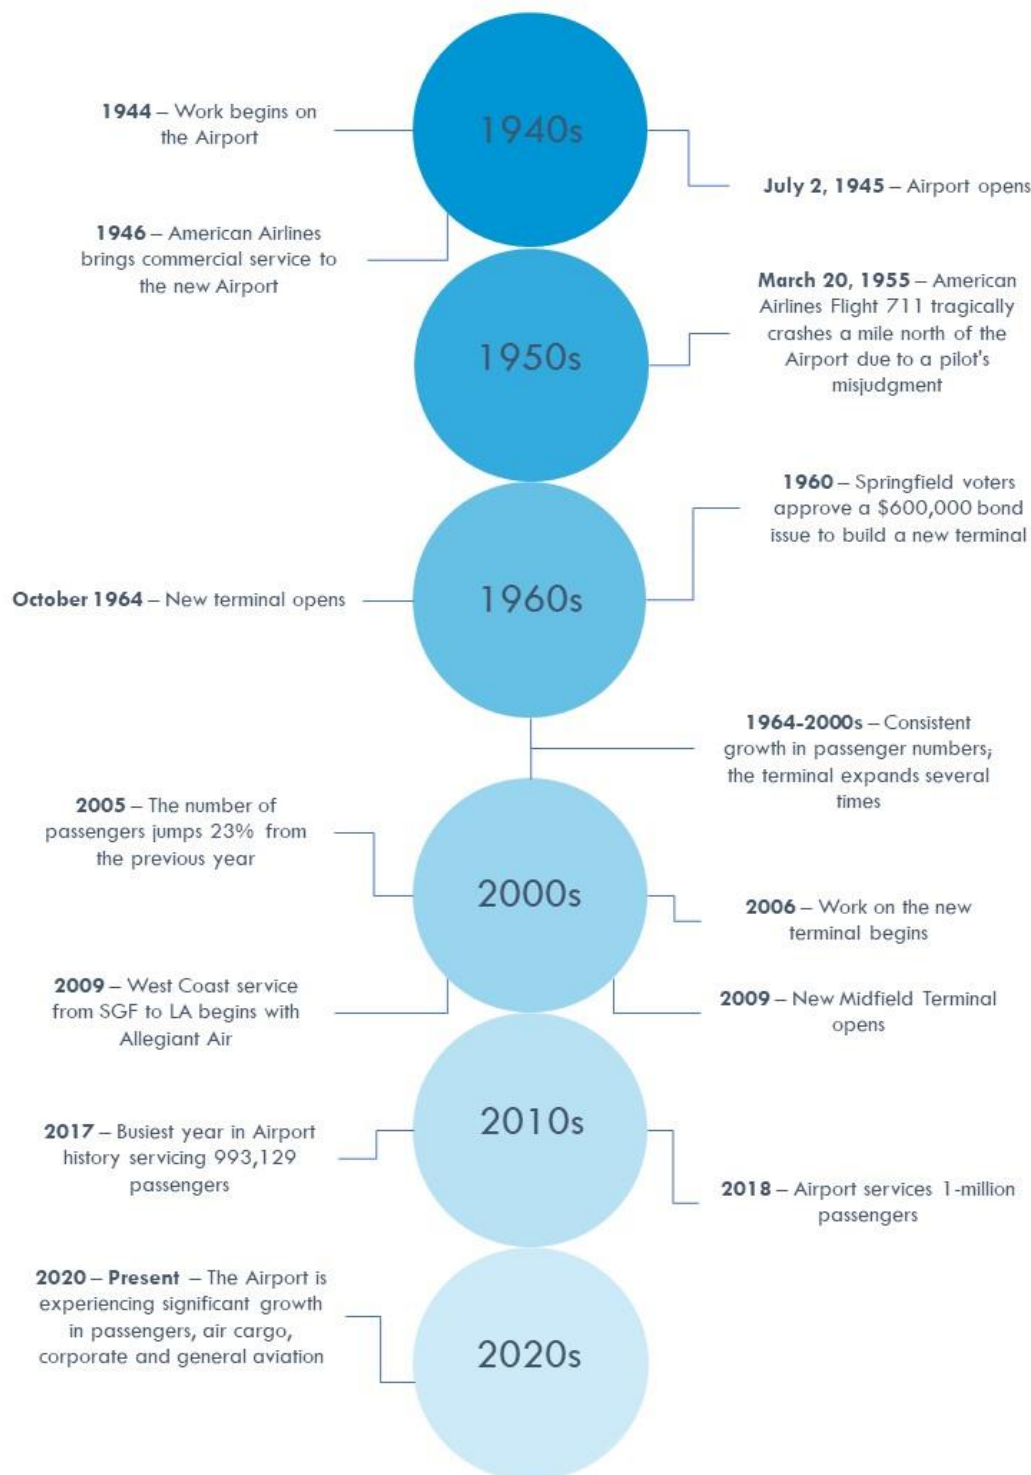 1940s
1944 – Work begins on
the Airport
July 2, 1945 – Airport opens
1946 – American Airlines
brings commercial service to
the new Airport
1950s
March 20, 1955 – American
Airlines Flight 711 tragically
crashes a mile north of the
Airport due to a pilot's
misjudgment
1960s
1960 – Springfield voters
approve a $600,000 bond
issue to build a new terminal
October 1964 – New terminal opens
1964-2000s – Consistent
growth in passenger numbers;
the terminal expands several
times
2000s
2005 – The number of
passengers jumps 23% from
the previous year
2006 – Work on the new
terminal begins
2009 – West Coast service
from SGF to LA begins with
Allegiant Air
2009 – New Midfield Terminal
opens
2010s
2017 – Busiest year in Airport
history servicing 993,129
passengers
2018 – Airport services 1-million
passengers
2020s
2020 – Present – The Airport is
experiencing significant growth
in passengers, air cargo,
corporate and general aviation